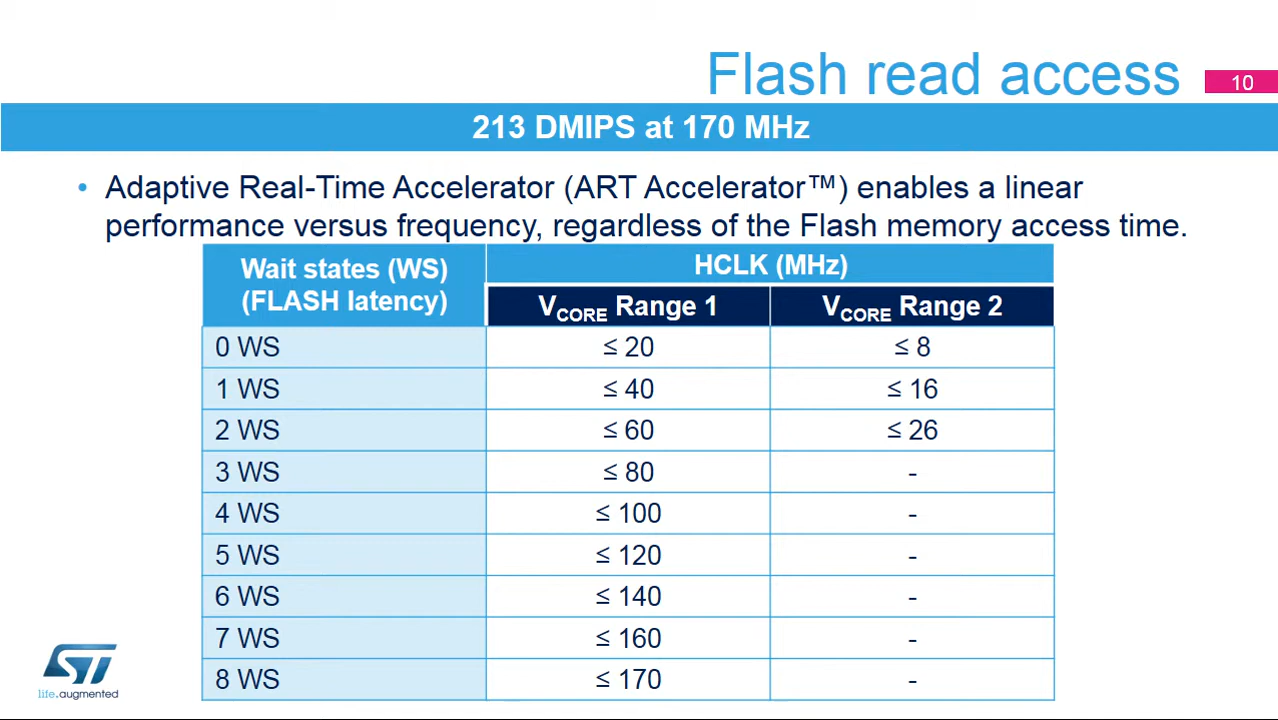 Flash read access
10
213 DMIPS at 170 MHz
• Adaptive Real-Time Accelerator (ART Accelerator™) enables a linear
performance versus frequency, regardless of the Flash memory access time.
Wait states (WS) HCLK (MHz)
(FLASH latency) VCORE Range 1 VCORE Range 2
0 WS ≤ 20 ≤ 8
1 WS ≤ 40 ≤ 16
2 WS ≤ 60 ≤ 26
3 WS ≤ 80 -
4 WS ≤ 100 -
5 WS ≤ 120 -
6 WS ≤ 140 -
7 WS ≤ 160 -
8 WS ≤ 170 -
ST
life.augmented